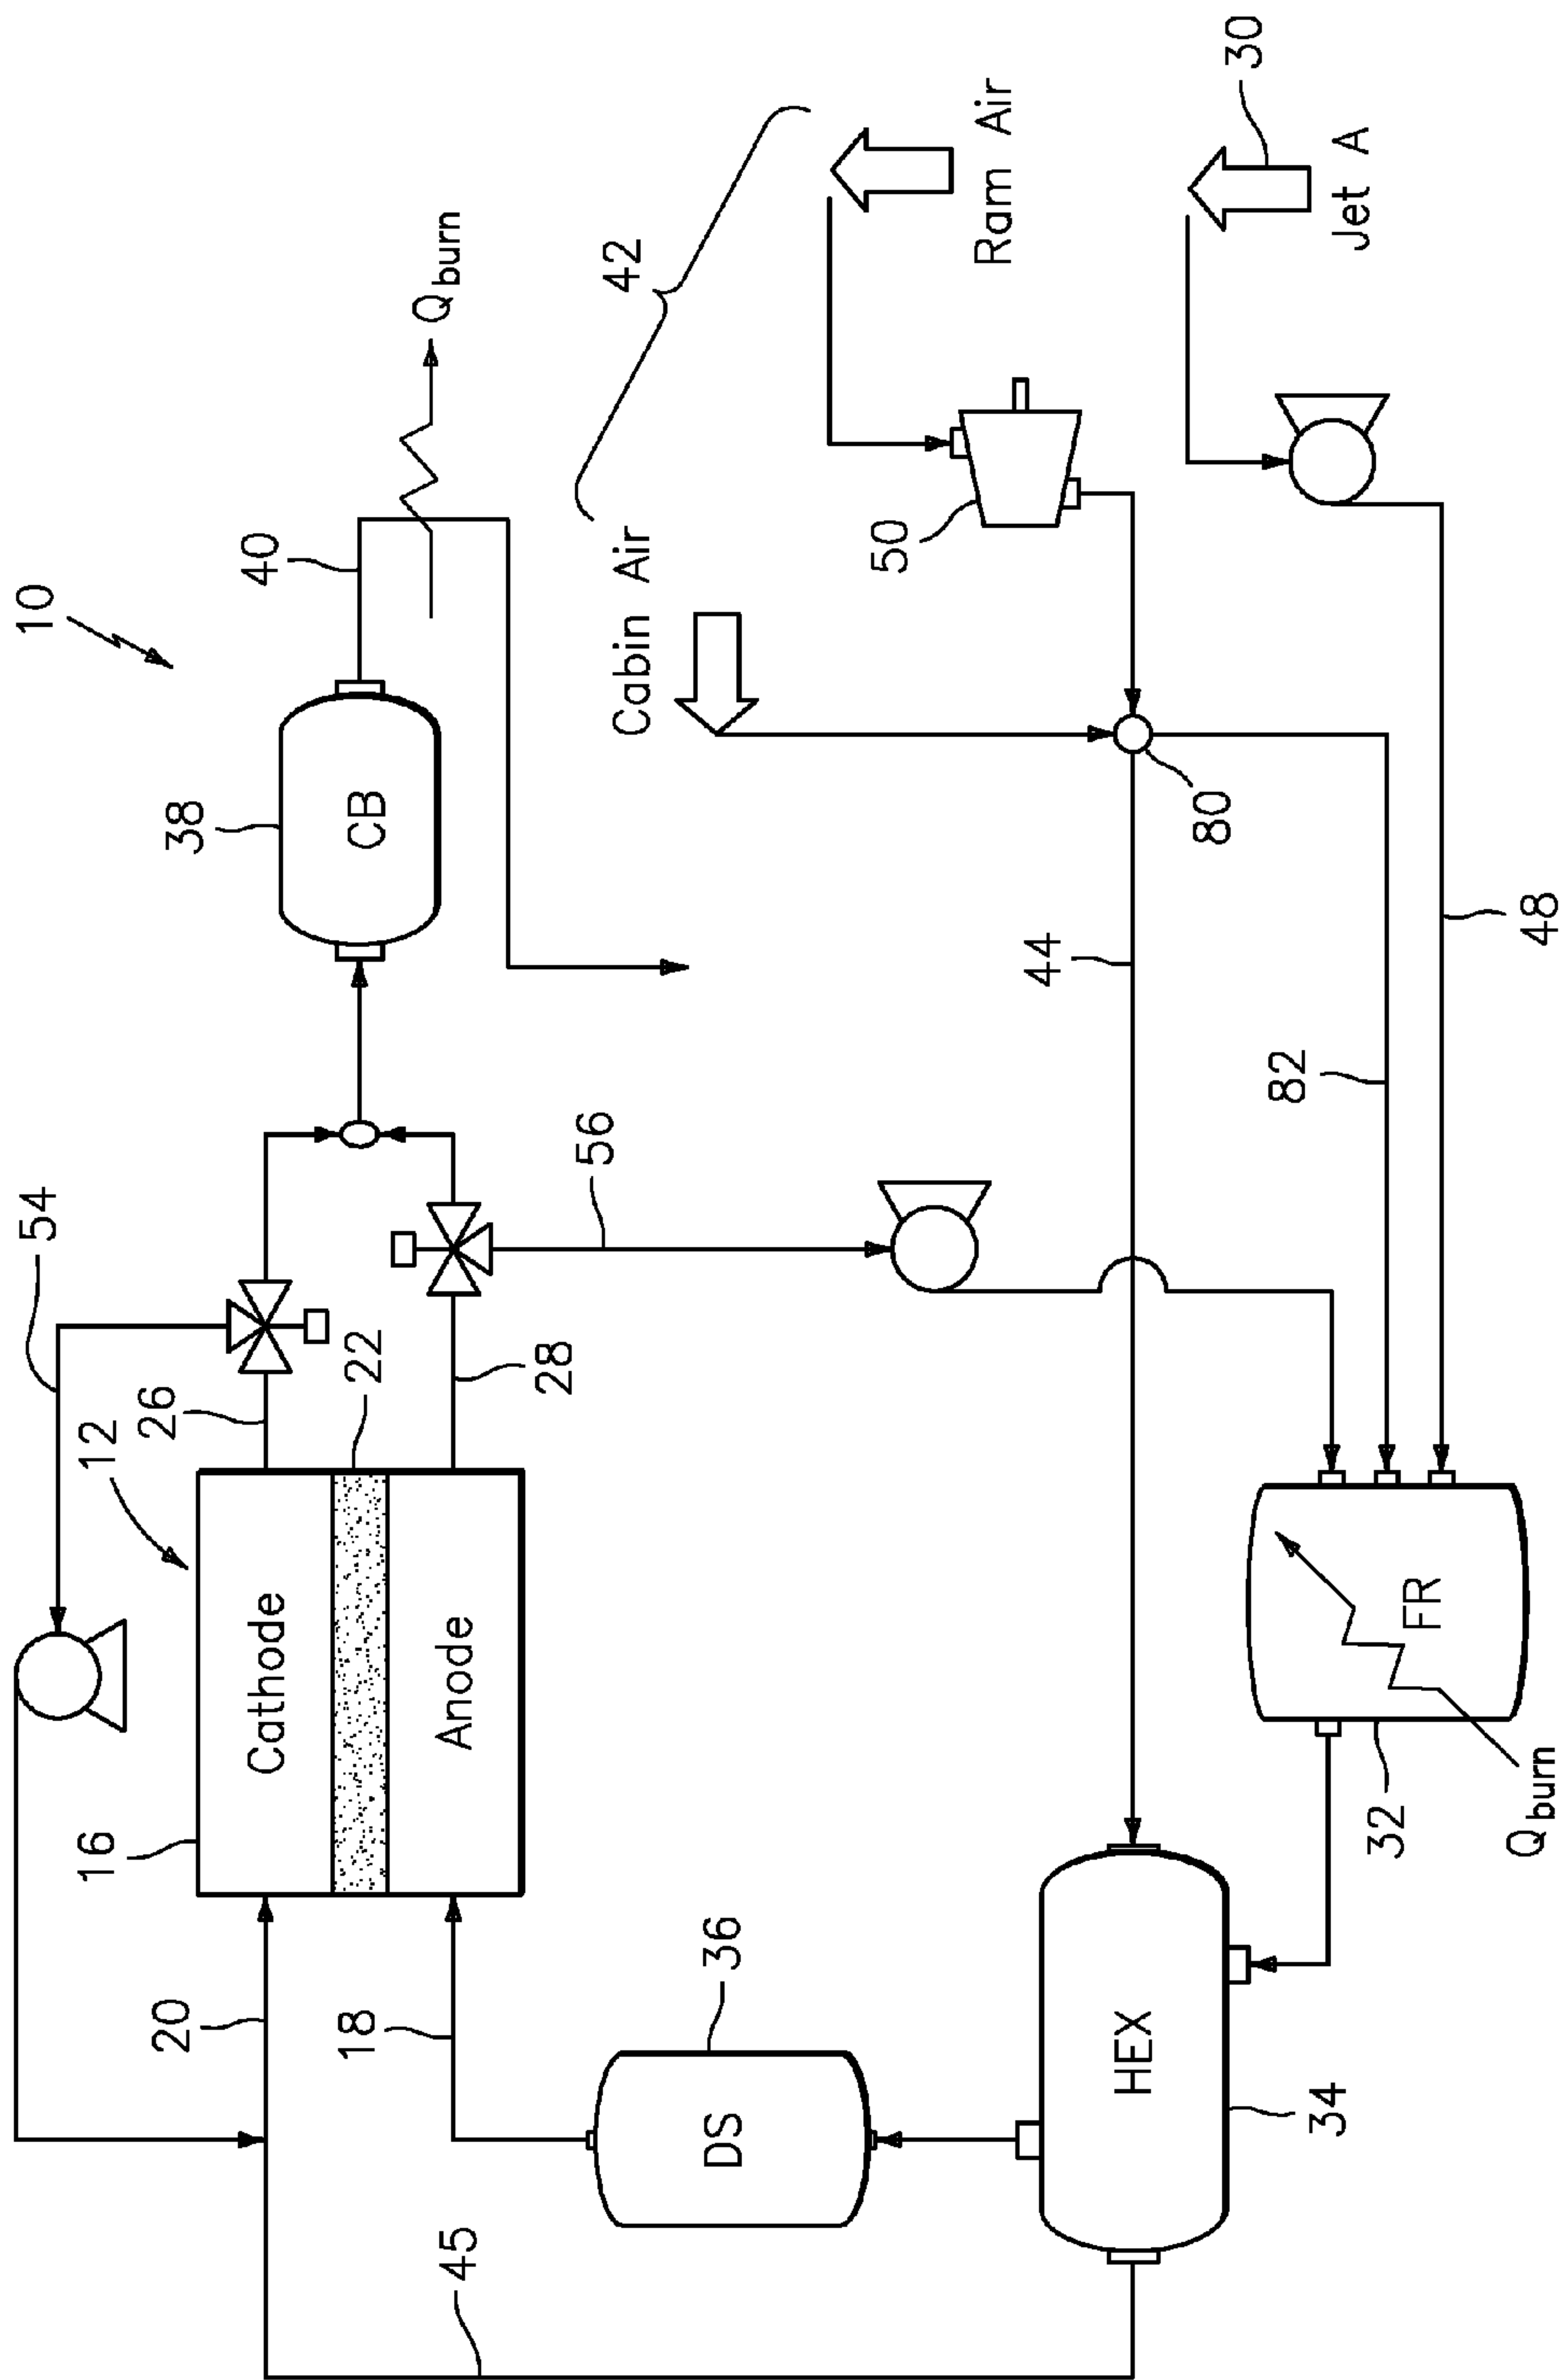 10
54
12
16
26
20
38
40
Cathode
18
22
CB
Qburn
45
Anode
28
56
42
Cabin Air
36
DS
50
Ram Air
44
HEX
80
30
82
34
Jet A
32
FR
Qburn
48